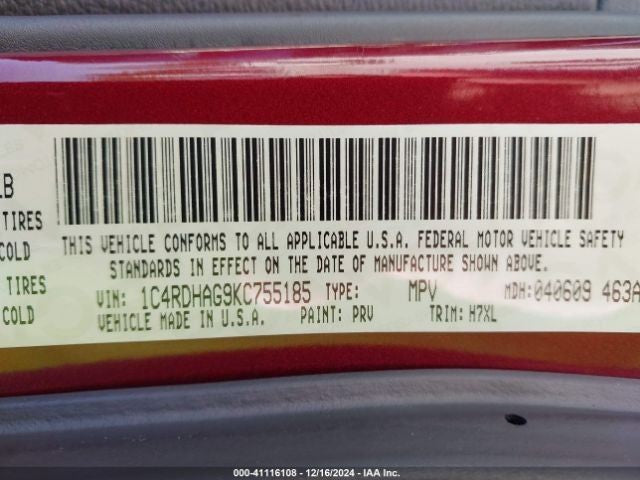 LB
TIRES
COLD
TIRES
COLD
THIS VEHICLE CONFORMS TO ALL APPLICABLE U.S.A. FEDERAL MOTOR VEHICLE SAFETY
STANDARDS IN EFFECT ON THE DATE OF MANUFACTURE SHOWN ABOVE.
VIN: 1C4RDHAG9KC755185 TYPE: MPV MDH: 040609 463A
VEHICLE MADE IN U.S.A. PAINT: PRV TRIM: H7XL
000-41116108 - 12/16/2024 - IAAI.COM